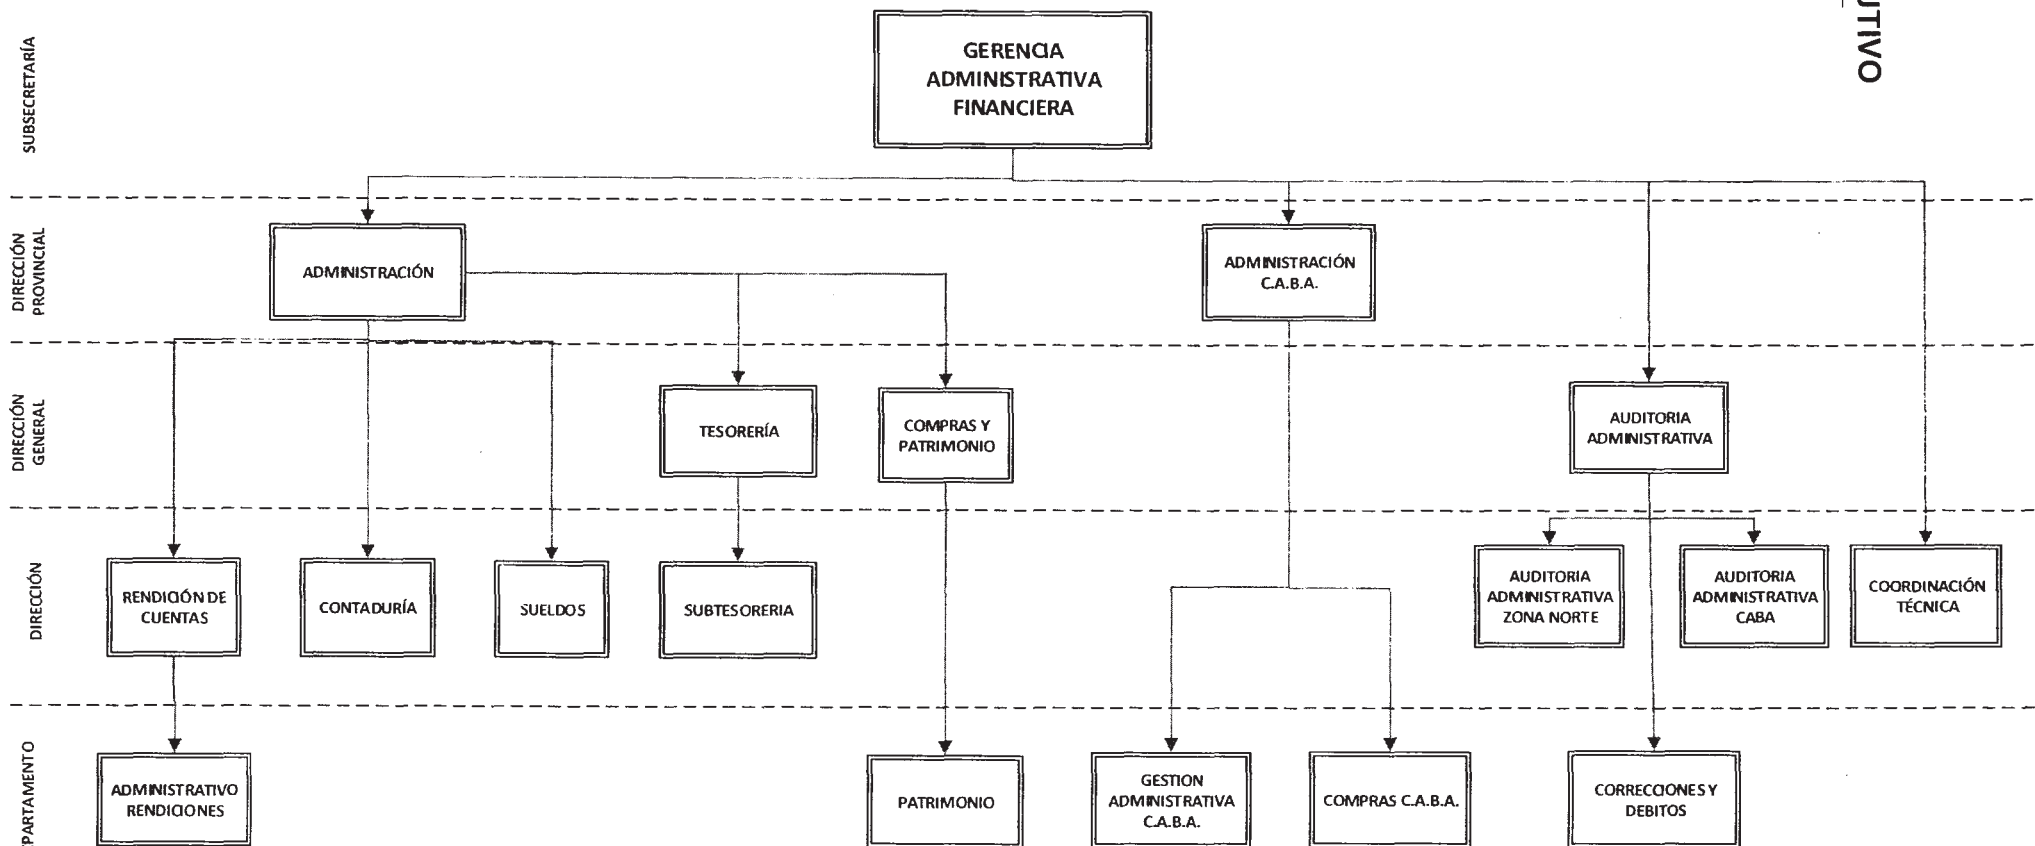 UTIVO
SUBSECRETARÍA
GERENCIA
ADMINISTRATIVA
FINANCIERA
DIRECCIÓN
PROVINCIAL
ADMINISTRACIÓN
ADMINISTRACIÓN
C.A.B.A.
DIRECCIÓN
GENERAL
TESORERÍA
COMPRAS Y
PATRIMONIO
AUDITORIA
ADMINISTRATIVA
DIRECCIÓN
RENDICIÓN DE
CUENTAS
CONTADURÍA
SUELDOS
SUBTESORERIA
AUDITORIA
ADMINISTRATIVA
ZONA NORTE
AUDITORIA
ADMINISTRATIVA
CABA
COORDINACIÓN
TÉCNICA
EPARTAMENTO
ADMINISTRATIVO
RENDICIONES
PATRIMONIO
GESTION
ADMINISTRATIVA
C.A.B.A.
COMPRAS C.A.B.A.
CORRECCIONES Y
DEBITOS